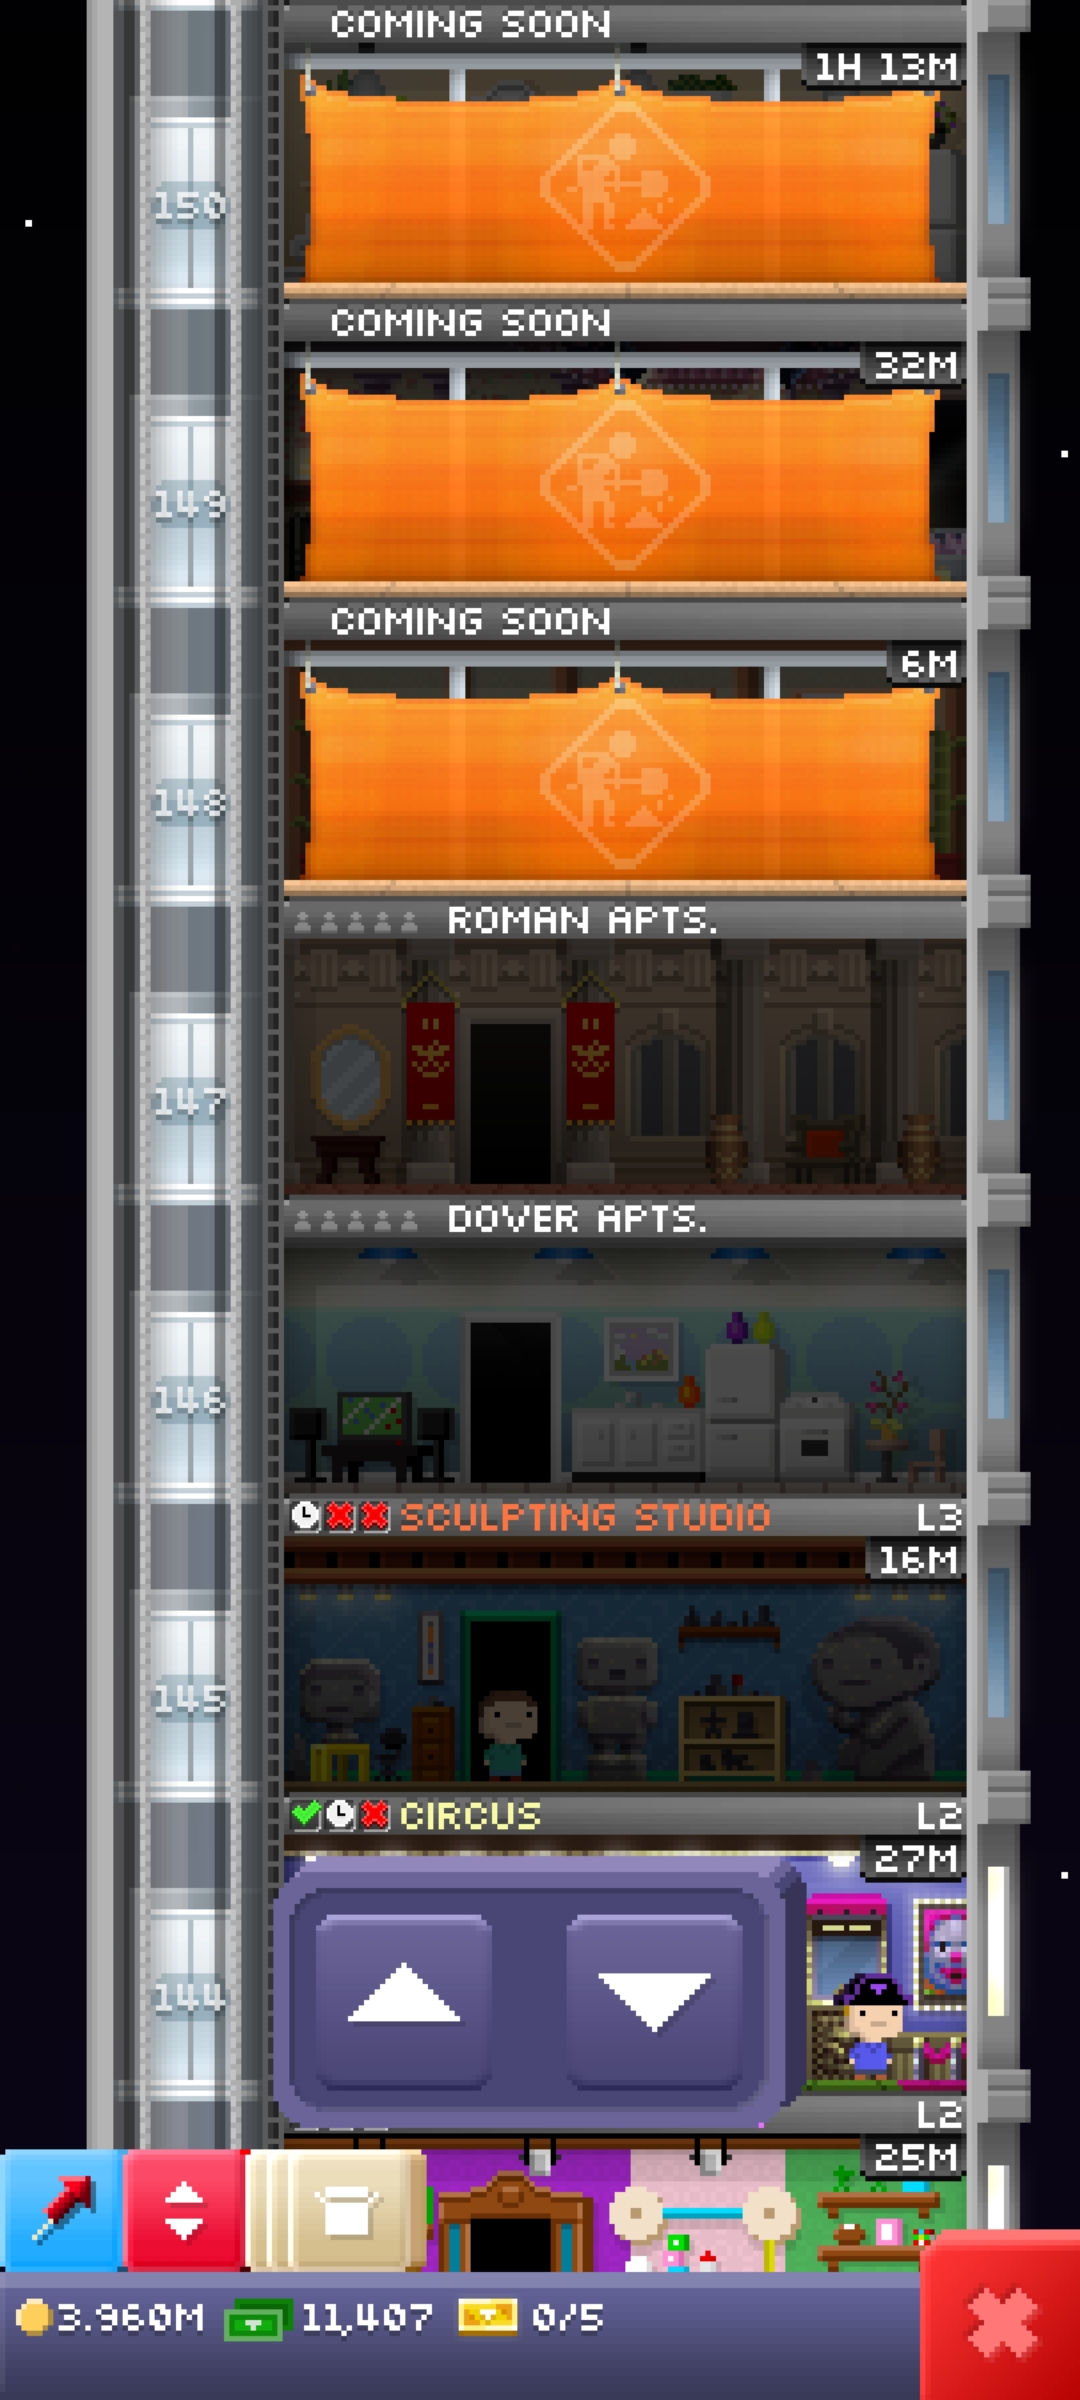 COMING SOON
1H 13M
150
COMING SOON
32M
149
COMING SOON
6M
148
ROMAN APTS.
147
DOVER APTS.
146
SCULPTING STUDIO L3
16M
145
CIRCUS L2
27M
144
L2
25M
3.960M 11,407 0/5